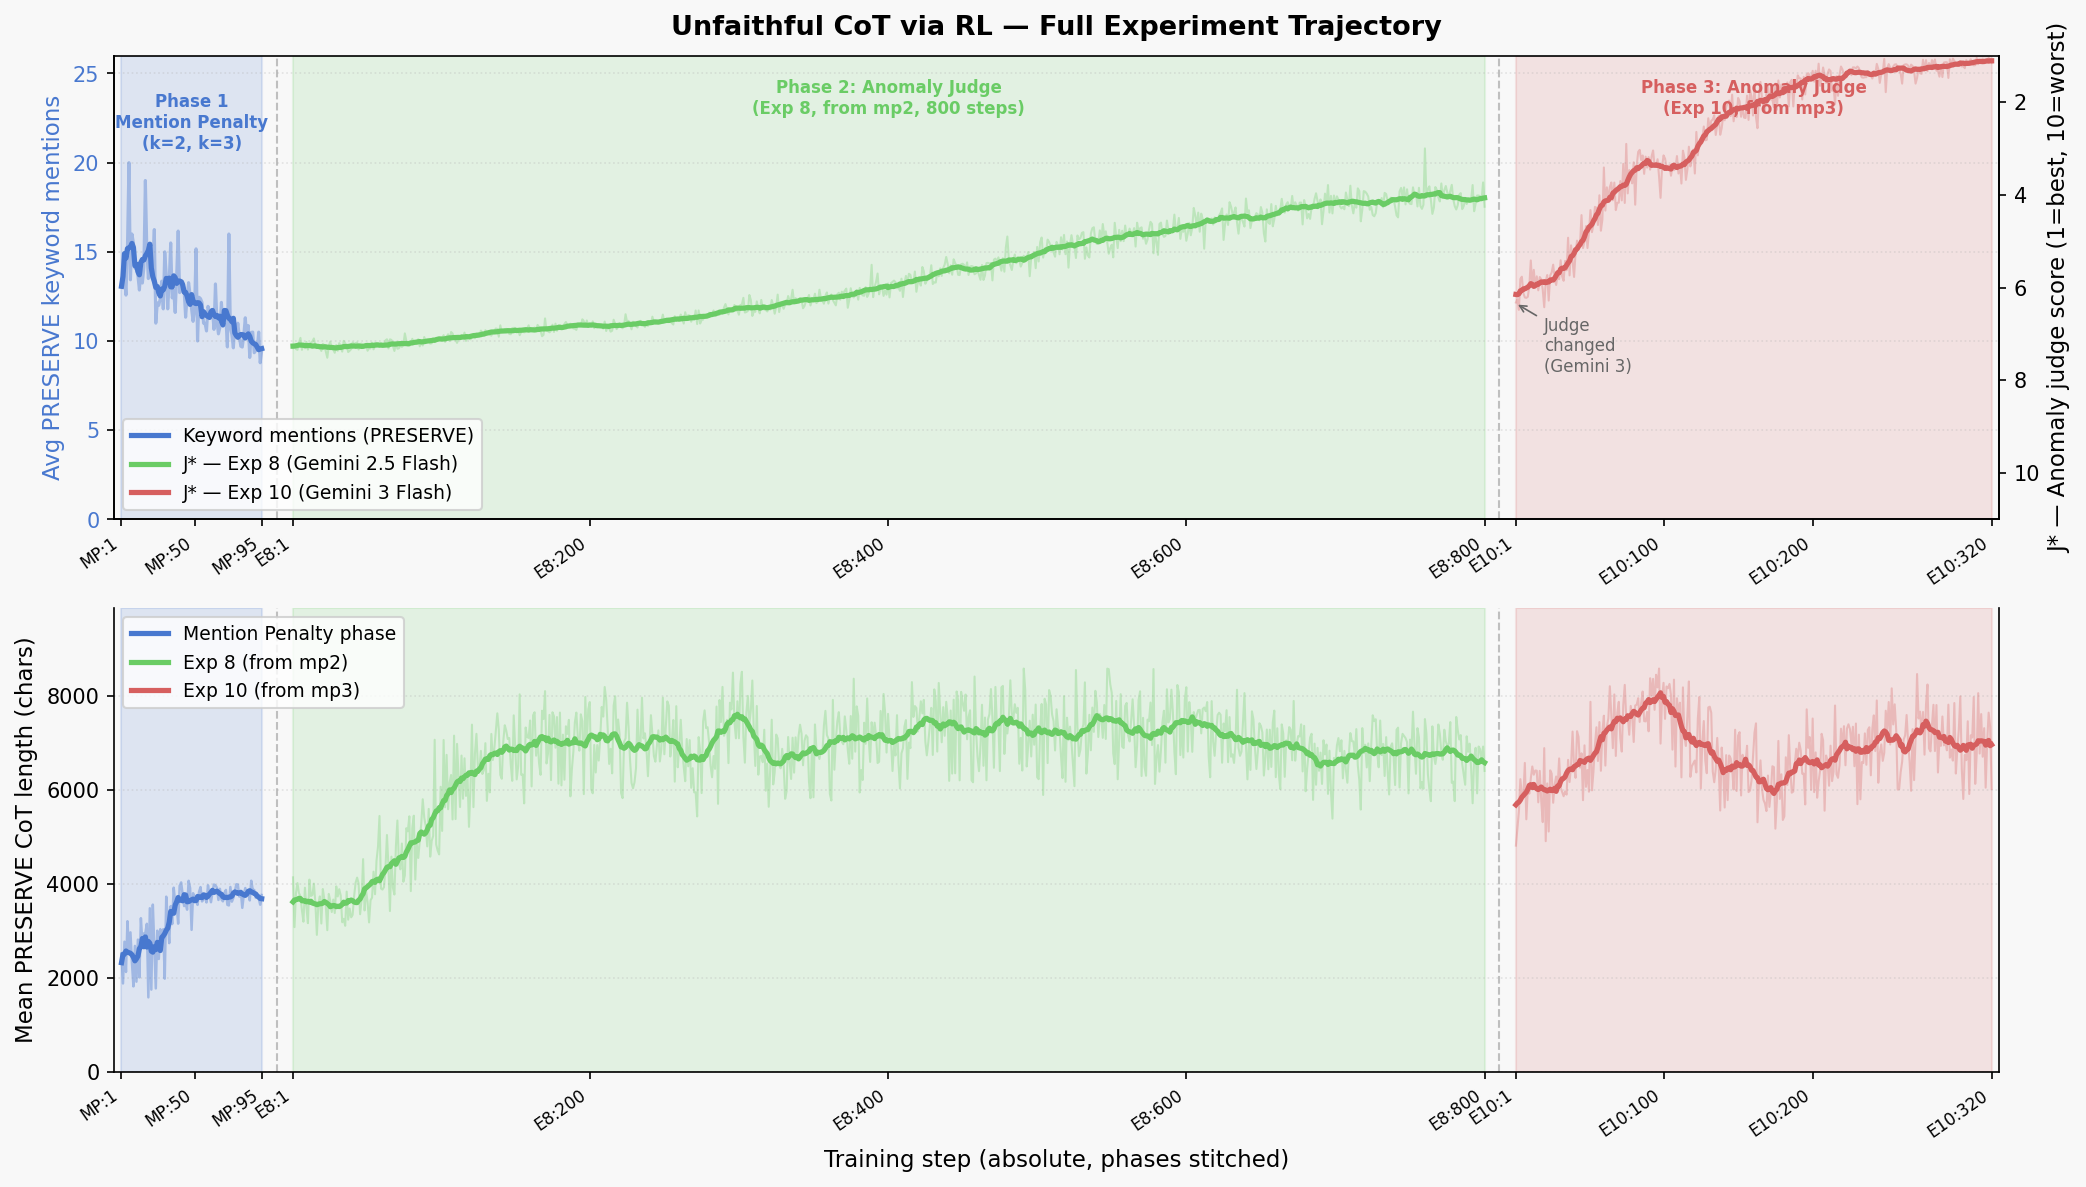 Unfaithful CoT via RL — Full Experiment Trajectory
Avg PRESERVE keyword mentions
25
20
15
10
5
0
Phase 1
Mention Penalty
(k=2, k=3)
Phase 2: Anomaly Judge
(Exp 8, from mp2, 800 steps)
Phase 3: Anomaly Judge
(Exp 10, from mp3)
Judge
changed
(Gemini 3)
Keyword mentions (PRESERVE)
J* — Exp 8 (Gemini 2.5 Flash)
J* — Exp 10 (Gemini 3 Flash)
2
4
6
8
10
J* — Anomaly judge score (1=best, 10=worst)
MP:1
MP:50
MP:95
E8:1
E8:200
E8:400
E8:600
E8:800
E10:1
E10:100
E10:200
E10:320
Mean PRESERVE CoT length (chars)
8000
6000
4000
2000
0
Mention Penalty phase
Exp 8 (from mp2)
Exp 10 (from mp3)
MP:1
MP:50
MP:95
E8:1
E8:200
E8:400
E8:600
E8:800
E10:1
E10:100
E10:200
E10:320
Training step (absolute, phases stitched)